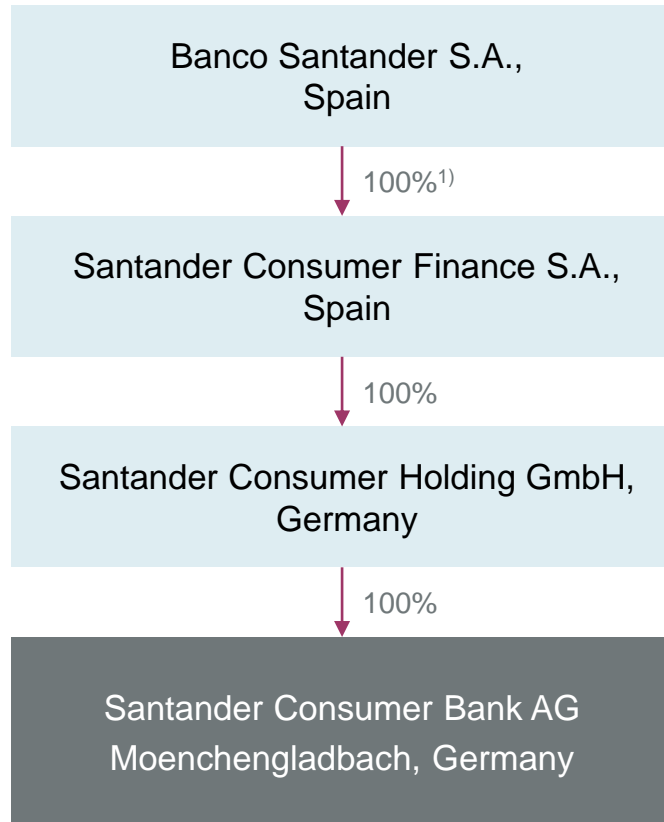 Banco Santander S.A.,
Spain
100%1)
Santander Consumer Finance S.A.,
Spain
100%
Santander Consumer Holding GmbH,
Germany
100%
Santander Consumer Bank AG
Moenchengladbach, Germany